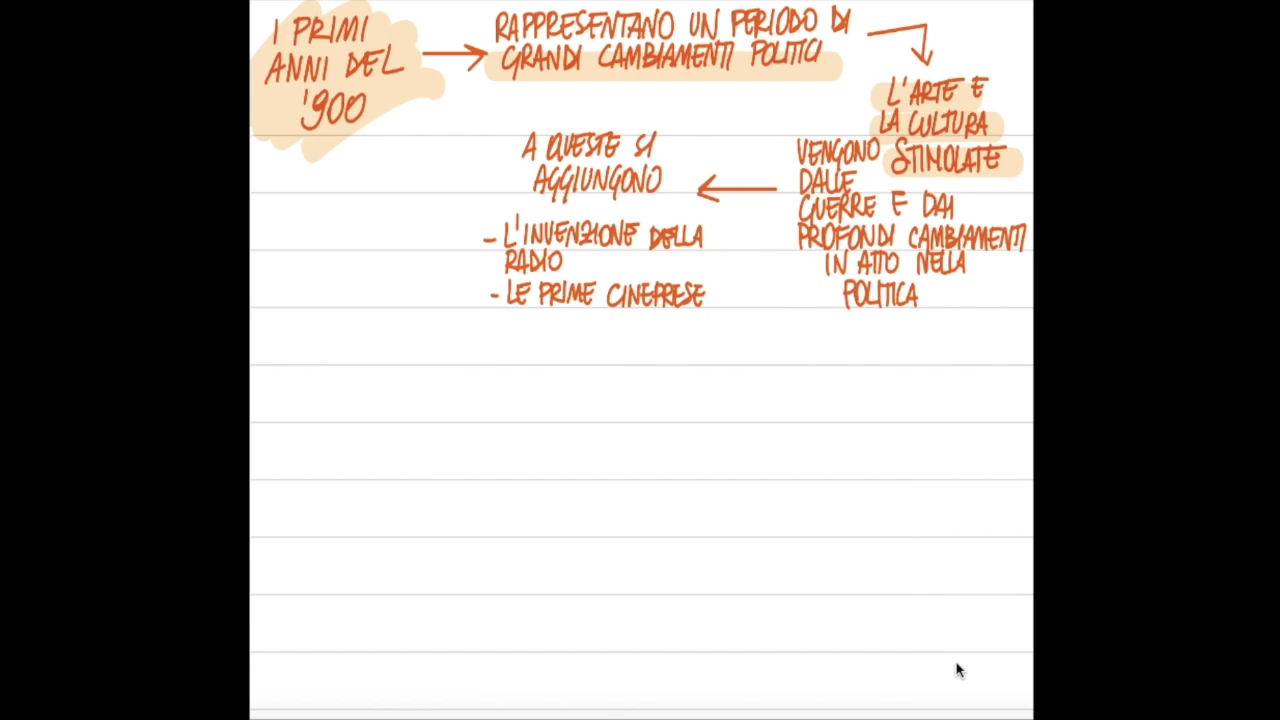 I PRIMI
ANNI DEL
'900
RAPPRESENTANO UN PERIODO DI
GRANDI CAMBIAMENTI POLITICI
L'ARTE E
LA CULTURA
VENGONO STIMOLATE
DALLE
GUERRE E DAI
PROFONDI CAMBIAMENTI
IN ATTO NELLA
POLITICA
A QUESTE SI
AGGIUNGONO
- L'INVENZIONE DELLA
RADIO
- LE PRIME CINEPRESE